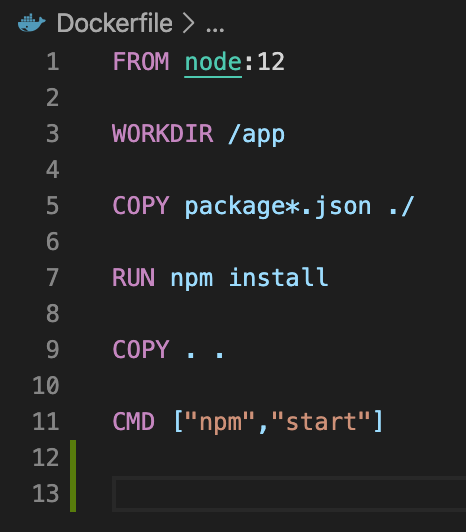 Dockerfile > ...
1 FROM node:12
2
3 WORKDIR /app
4
5 COPY package*.json ./
6
7 RUN npm install
8
9 COPY . .
10
11 CMD ["npm","start"]
12
13